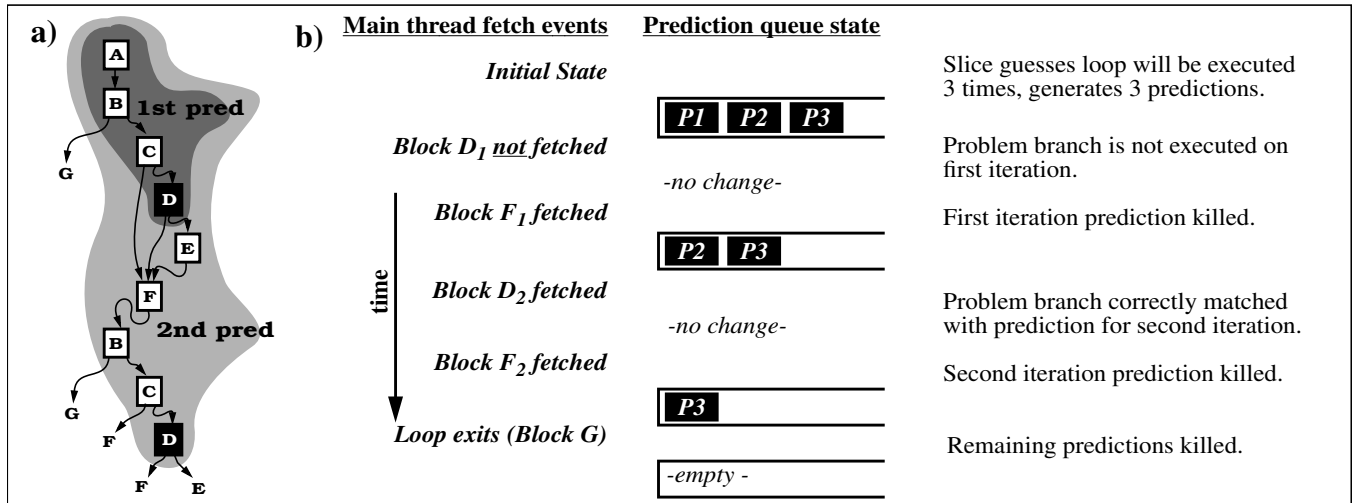 a)
A
B
1st pred
C
G
D
E
F
2nd pred
B
C
G
F
D
F
E
b)
Main thread fetch events
Prediction queue state
Initial State
Slice guesses loop will be executed
3 times, generates 3 predictions.
P1 P2 P3
Block D1 not fetched
Problem branch is not executed on
first iteration.
-no change-
Block F1 fetched
First iteration prediction killed.
P2 P3
time
Block D2 fetched
Problem branch correctly matched
with prediction for second iteration.
-no change-
Block F2 fetched
Second iteration prediction killed.
P3
Loop exits (Block G)
Remaining predictions killed.
-empty -